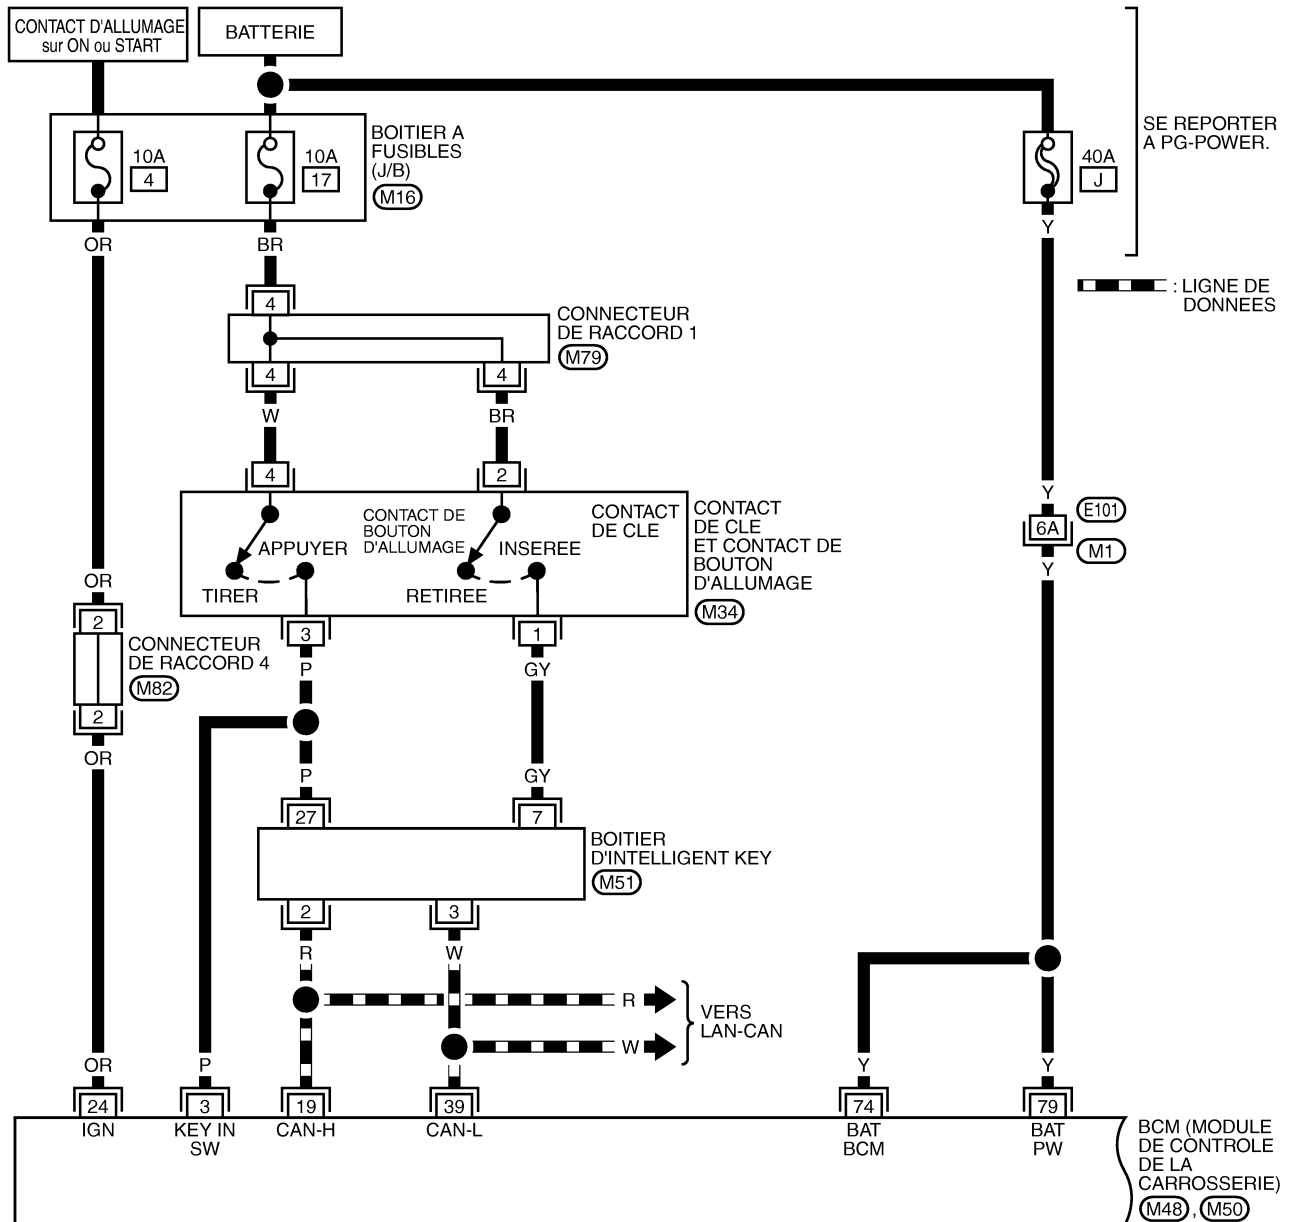 CONTACT D'ALLUMAGE
sur ON ou START
BATTERIE
SE REPORTER
A PG-POWER.
BOITIER A
FUSIBLES
(J/B)
M16
10A
4
10A
17
40A
J
OR
BR
Y
: LIGNE DE
DONNEES
4
CONNECTEUR
DE RACCORD 1
M79
4
4
W
BR
4
2
Y
E101
6A
M1
Y
CONTACT DE
BOUTON
D'ALLUMAGE
CONTACT
DE CLE
CONTACT
DE CLE
ET CONTACT DE
BOUTON
D'ALLUMAGE
M34
APPUYER
INSEREE
TIRER
RETIREE
OR
2
CONNECTEUR
DE RACCORD 4
M82
2
OR
3
1
P
GY
P
GY
27
7
BOITIER
D'INTELLIGENT KEY
M51
2
3
R
W
R
W
VERS
LAN-CAN
OR
P
Y
Y
24
3
19
39
74
79
IGN
KEY IN
SW
CAN-H
CAN-L
BAT
BCM
BAT
PW
BCM (MODULE
DE CONTROLE
DE LA
CARROSSERIE)
M48 , M50